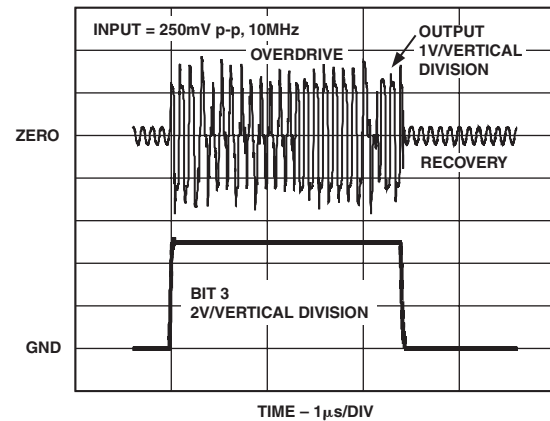 INPUT = 250mV p-p, 10MHz
OVERDRIVE
OUTPUT
1V/VERTICAL
DIVISION
ZERO
RECOVERY
BIT 3
2V/VERTICAL DIVISION
GND
TIME – 1µs/DIV